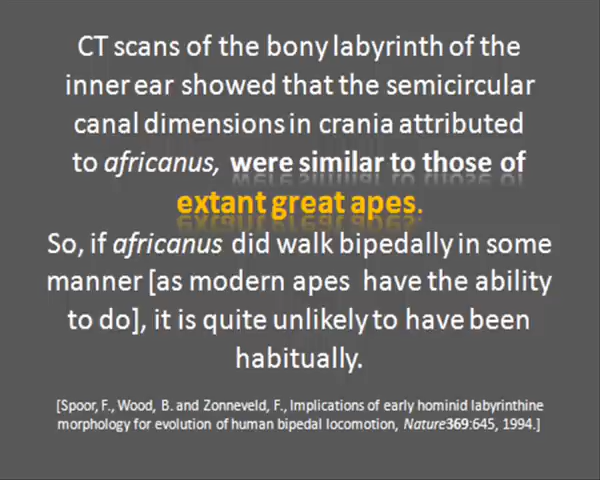 CT scans of the bony labyrinth of the
inner ear showed that the semicircular
canal dimensions in crania attributed
to africanus, were similar to those of
extant great apes.
So, if africanus did walk bipedally in some
manner [as modern apes have the ability
to do], it is quite unlikely to have been
habitually.
[Spoor, F., Wood, B. and Zonneveld, F., Implications of early hominid labyrinthine
morphology for evolution of human bipedal locomotion, Nature369:645, 1994.]